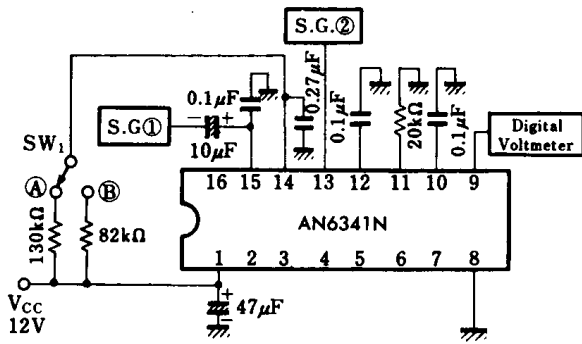 S.G.②
S.G①
0.1μF
10μF
0.27μF
0.1μF
20kΩ
0.1μF
Digital
Voltmeter
SW₁
Ⓐ
Ⓑ
130kΩ
82kΩ
16 15 14 13 12 11 10 9
AN6341N
1 2 3 4 5 6 7 8
VCC
12V
47μF